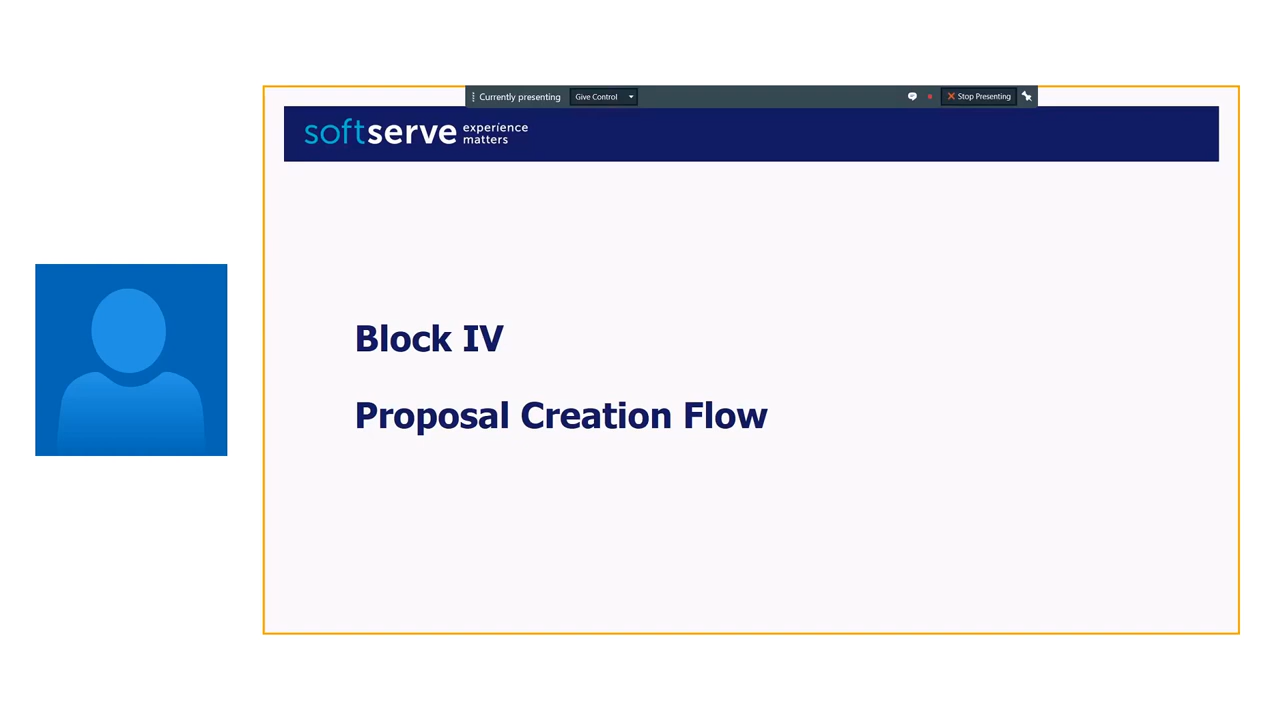 Currently presenting Give Control Stop Presenting
softserve experience matters
Block IV
Proposal Creation Flow